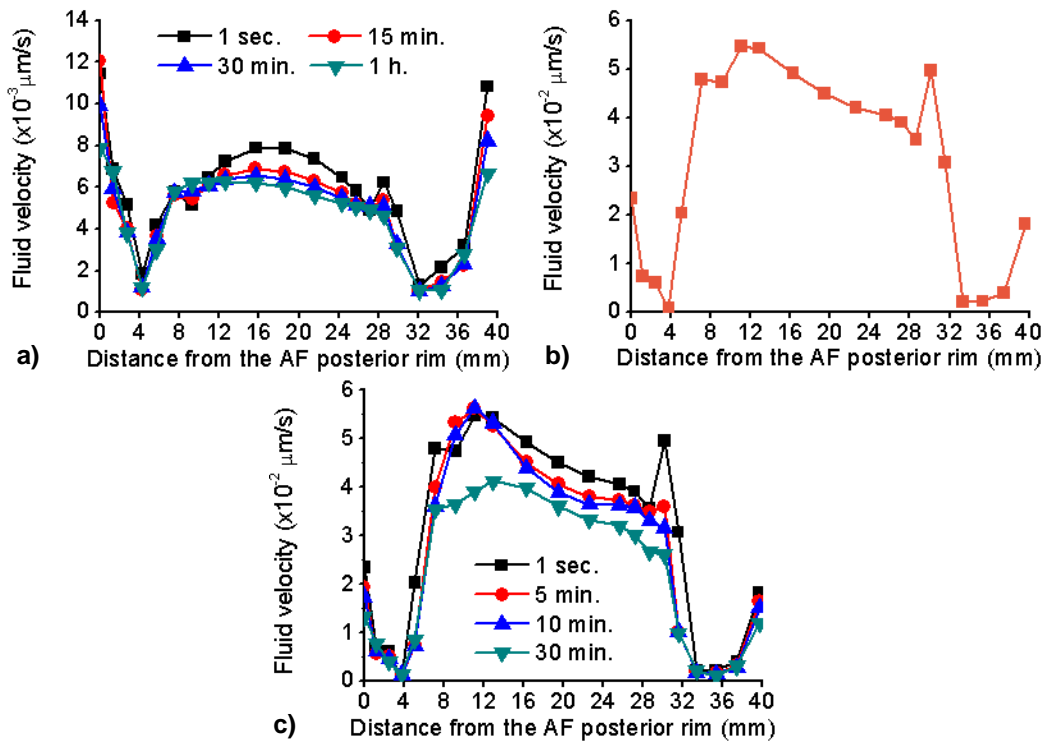 14
12
10
8
6
4
2
0
Fluid velocity (x10⁻³μm/s)
1 sec. 15 min.
30 min. 1 h.
0 4 8 12 16 20 24 28 32 36 40
a) Distance from the AF posterior rim (mm)
6
5
4
3
2
1
0
Fluid velocity (x10⁻² μm/s)
0 4 8 12 16 20 24 28 32 36 40
b) Distance from the AF posterior rim (mm)
6
5
4
3
2
1
0
Fluid velocity (x10⁻² μm/s)
1 sec.
5 min.
10 min.
30 min.
0 4 8 12 16 20 24 28 32 36 40
c) Distance from the AF posterior rim (mm)